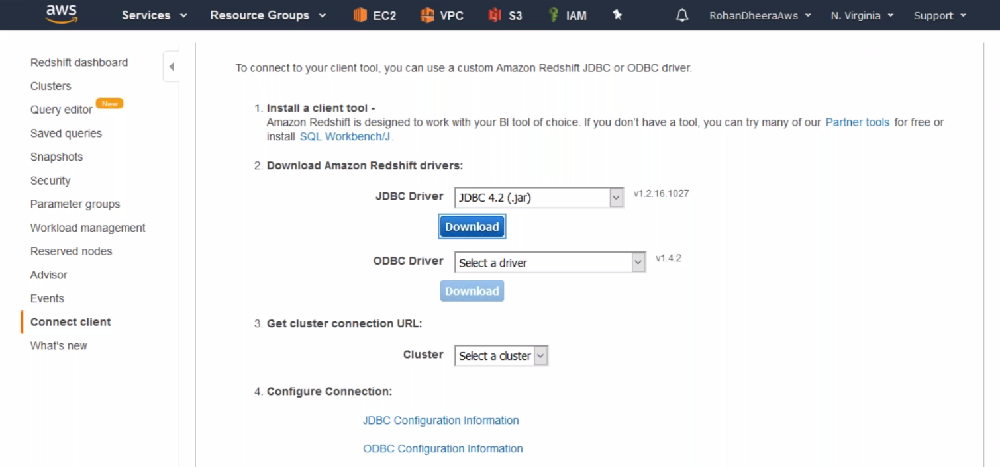 aws Services Resource Groups EC2 VPC S3 IAM RohanDheeraAws N. Virginia Support
Redshift dashboard
Clusters
Query editor New
Saved queries
Snapshots
Security
Parameter groups
Workload management
Reserved nodes
Advisor
Events
Connect client
What's new
To connect to your client tool, you can use a custom Amazon Redshift JDBC or ODBC driver.
1. Install a client tool -
Amazon Redshift is designed to work with your BI tool of choice. If you don't have a tool, you can try many of our Partner tools for free or
install SQL Workbench/J.
2. Download Amazon Redshift drivers:
JDBC Driver JDBC 4.2 (.jar) v1.2.16.1027
Download
ODBC Driver Select a driver v1.4.2
Download
3. Get cluster connection URL:
Cluster Select a cluster
4. Configure Connection:
JDBC Configuration Information
ODBC Configuration Information